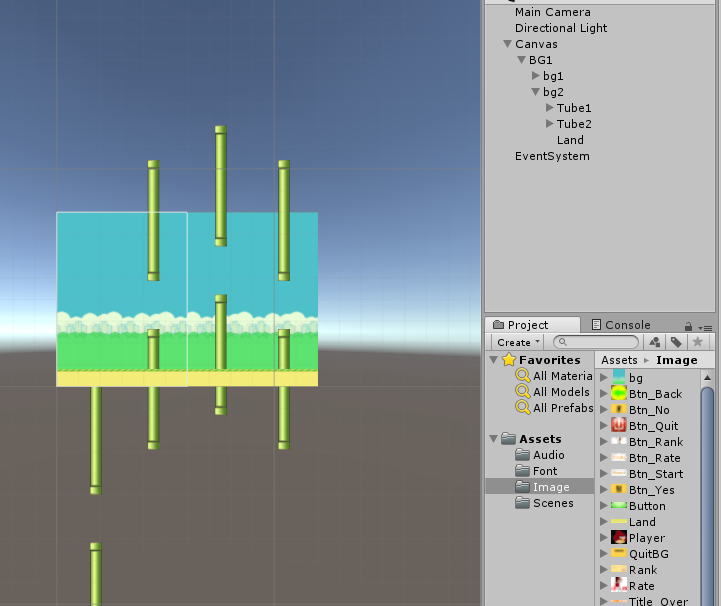 Main Camera
Directional Light
Canvas
BG1
bg1
bg2
Tube1
Tube2
Land
EventSystem
Project
Console
Create
Favorites
All Materia
All Models
All Prefabs
Assets
Audio
Font
Image
Scenes
Assets Image
bg
Btn_Back
Btn_No
Btn_Quit
Btn_Rank
Btn_Rate
Btn_Start
Btn_Yes
Button
Land
Player
QuitBG
Rank
Rate
Title_Over